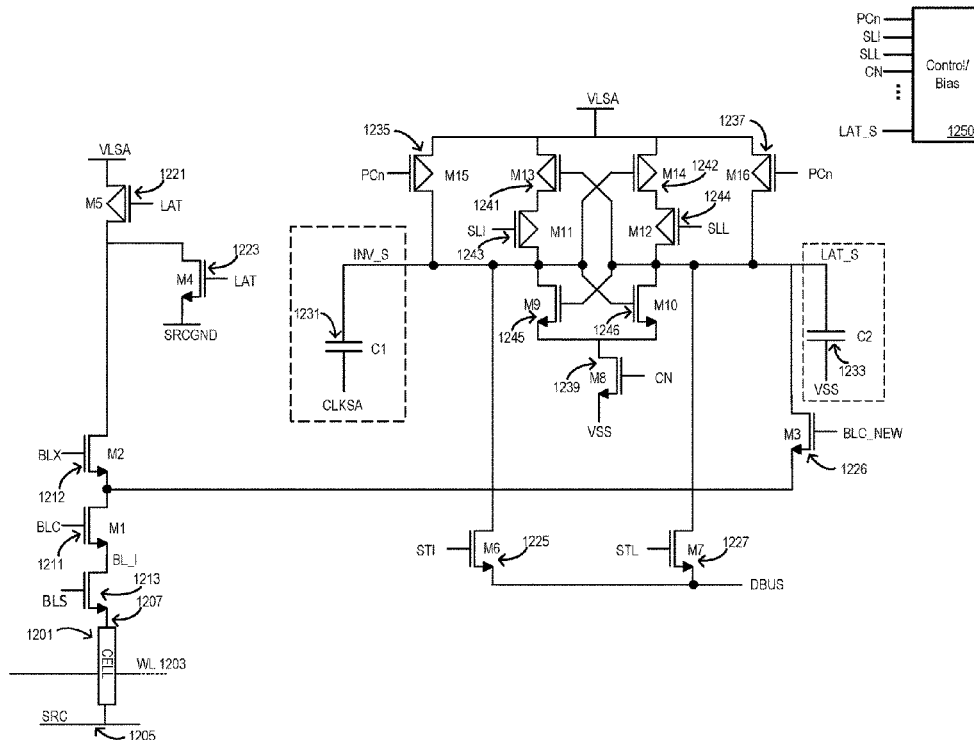 PCn
SLI
SLL
CN
LAT_S
Control/
Bias
1250
VLSA
1221
M5
LAT
1223
M4
LAT
SRCGND
VLSA
1235
1237
PCn
M15
M13
1241
M14
1242
M16
PCn
SLI
1243
M11
M12
1244
SLL
INV_S
LAT_S
1231
C1
CLKSA
M9
1245
1246
M10
C2
1233
VSS
1239
M8
CN
VSS
M3
BLC_NEW
1226
BLX
M2
1212
BLC
M1
1211
BL_I
BLS
1213
1207
1201
CELL
WL 1203
SRC
1205
STI
M6
1225
STL
M7
1227
DBUS